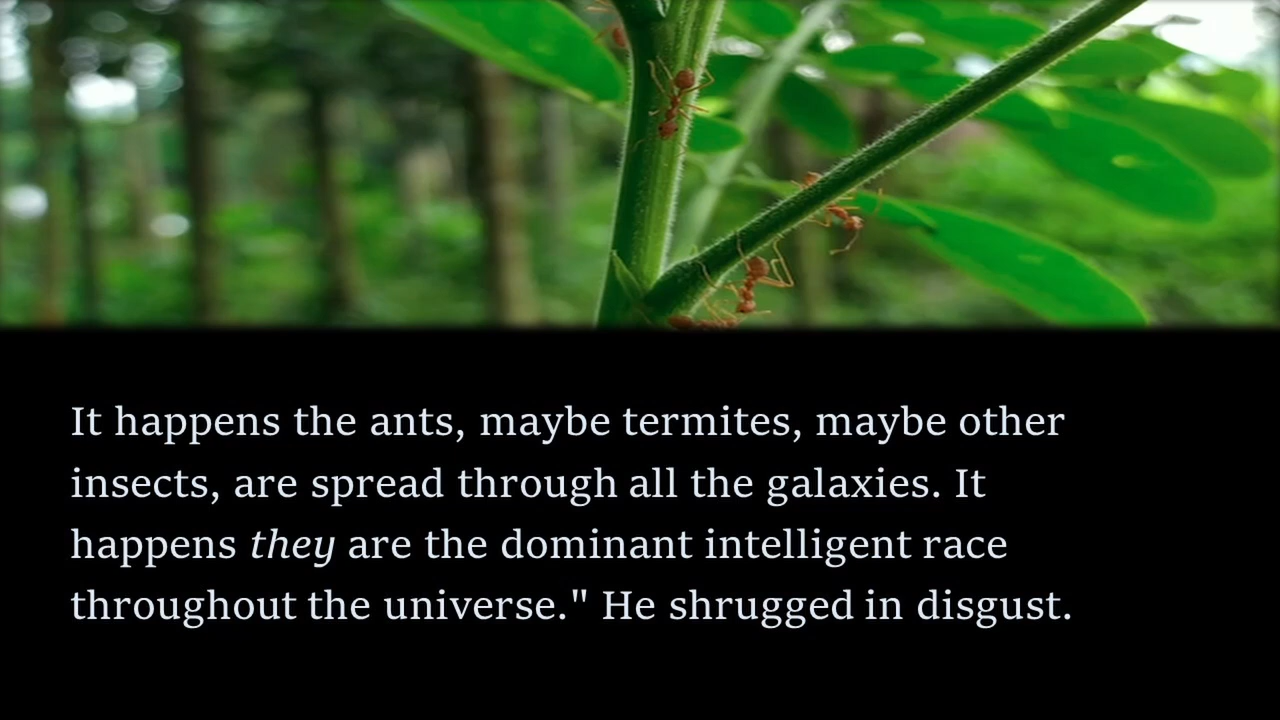 It happens the ants, maybe termites, maybe other
insects, are spread through all the galaxies. It
happens they are the dominant intelligent race
throughout the universe." He shrugged in disgust.